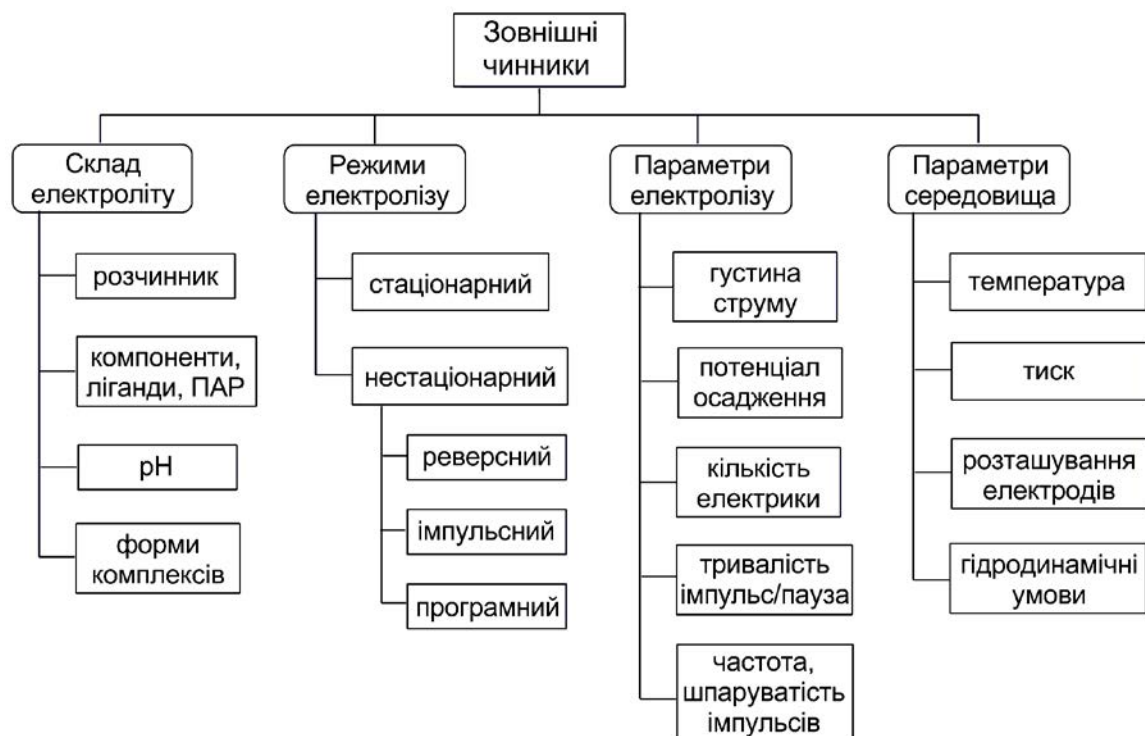 Зовнішні
чинники
Склад
електроліту
розчинник
компоненти,
ліганди, ПАР
pH
форми
комплексів
Режими
електролізу
стаціонарний
нестаціонарний
реверсний
імпульсний
програмний
Параметри
електролізу
густина
струму
потенціал
осадження
кількість
електрики
тривалість
імпульс/пауза
частота,
шпаруватість
імпульсів
Параметри
середовища
температура
тиск
розташування
електродів
гідродинамічні
умови